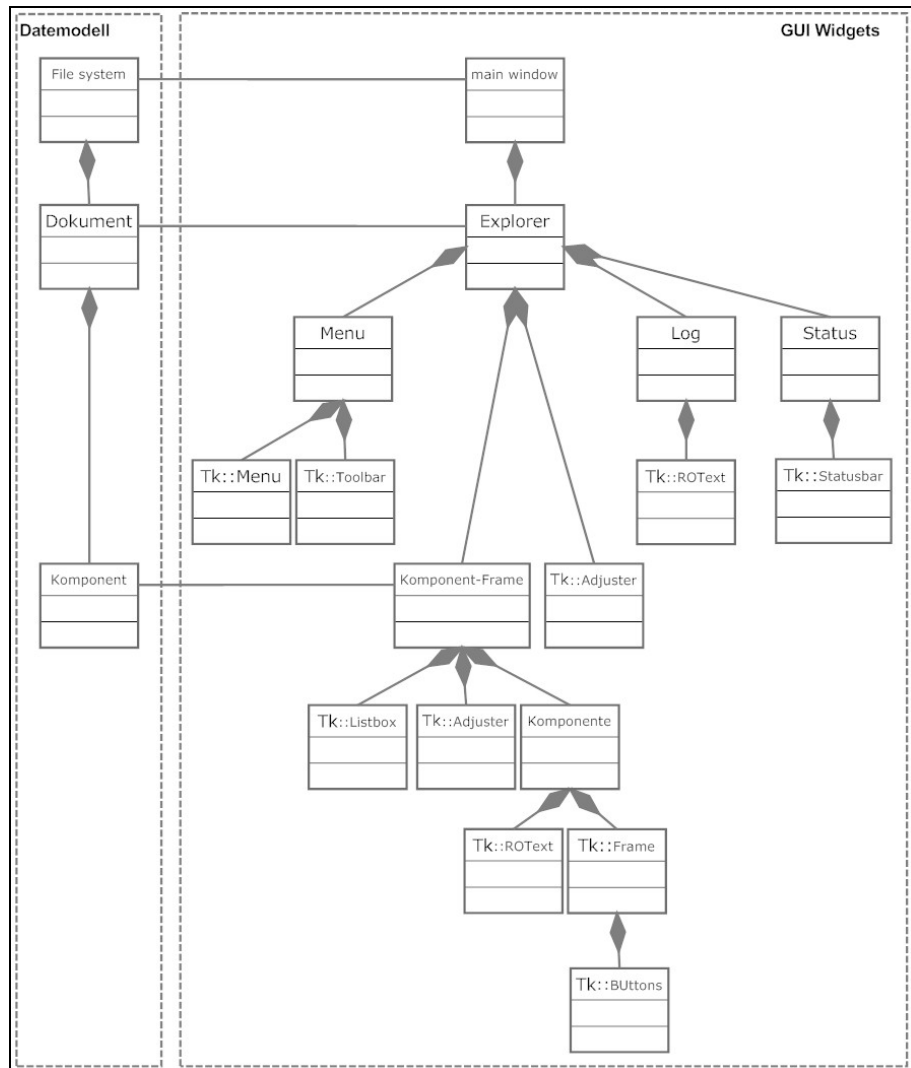 Datemodell
GUI Widgets
File system
main window
Dokument
Explorer
Menu
Log
Status
Tk::Menu
Tk::Toolbar
Tk::ROText
Tk::Statusbar
Komponent
Komponent-Frame
Tk::Adjuster
Tk::Listbox
Tk::Adjuster
Komponente
Tk::ROText
Tk::Frame
Tk::BUttons